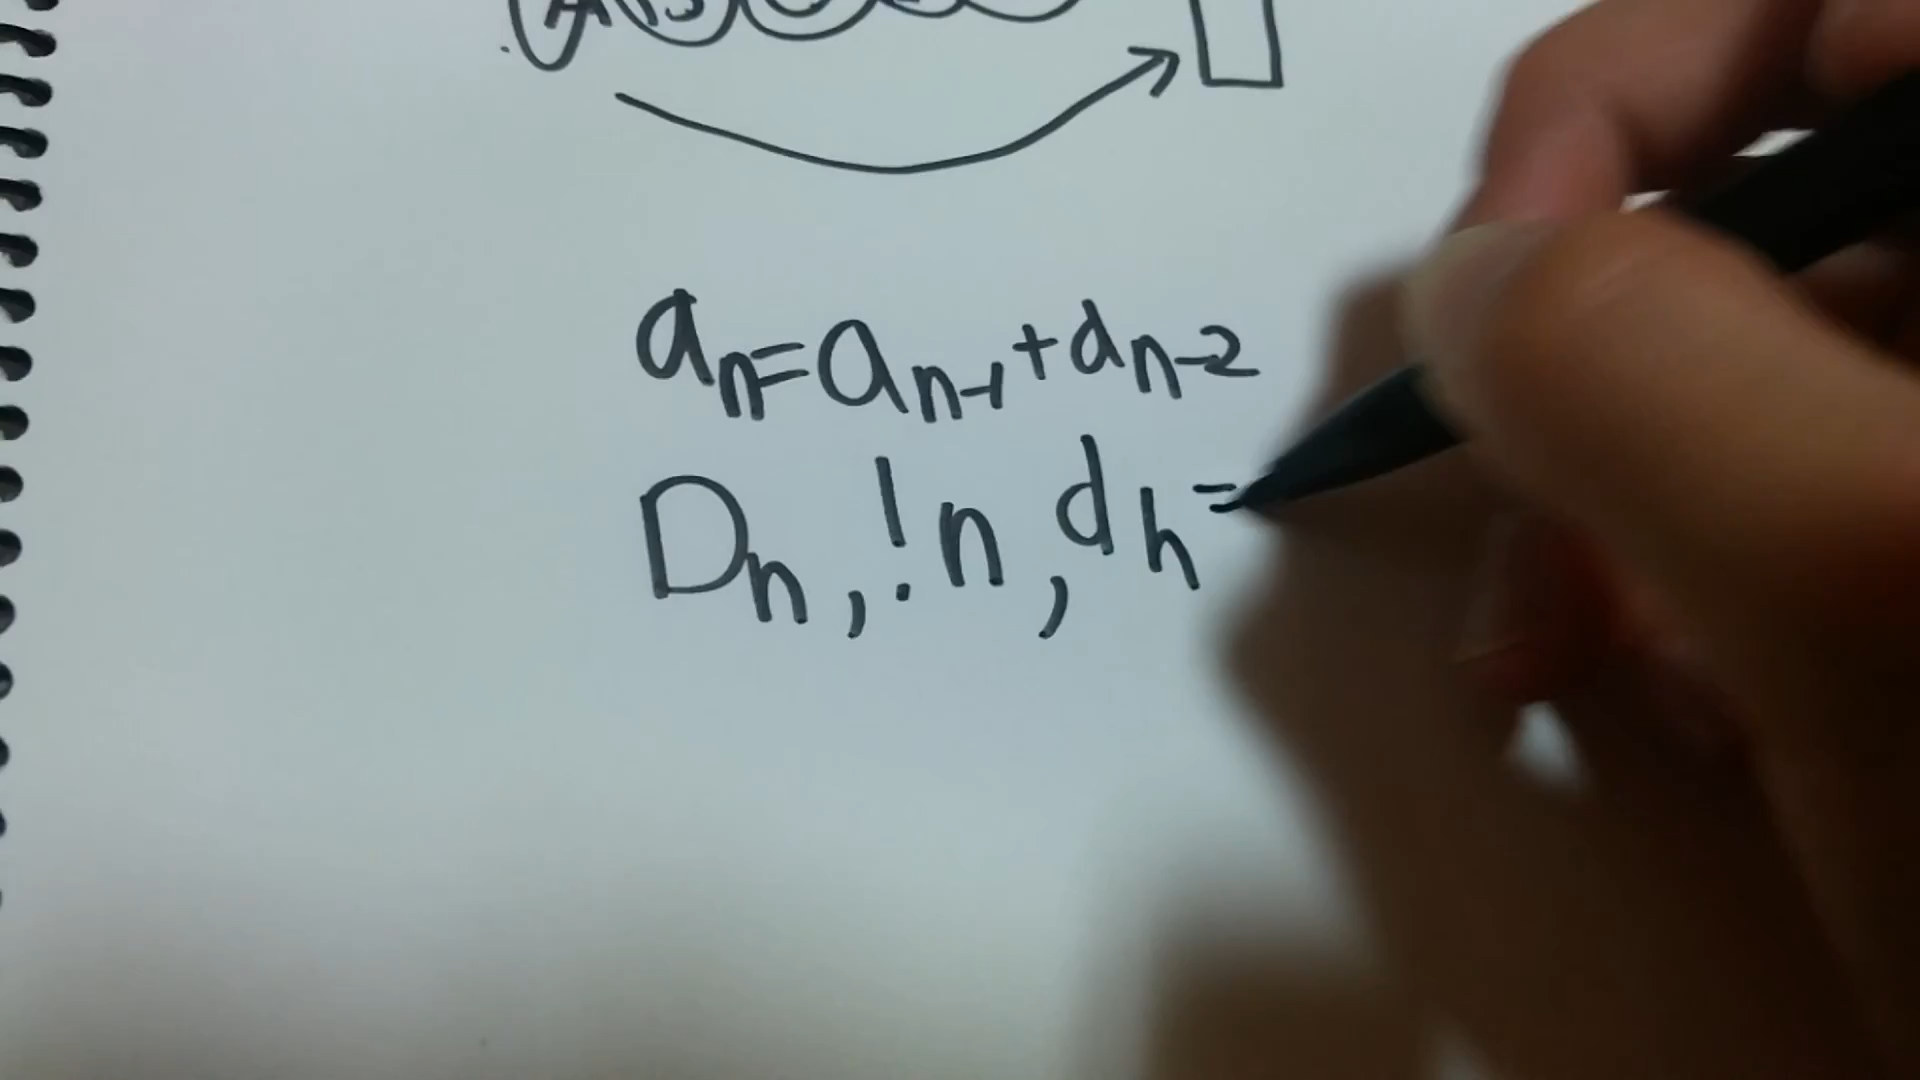 aₙ=aₙ₋₁+aₙ₋₂
Dₙ, !n, dₙ=